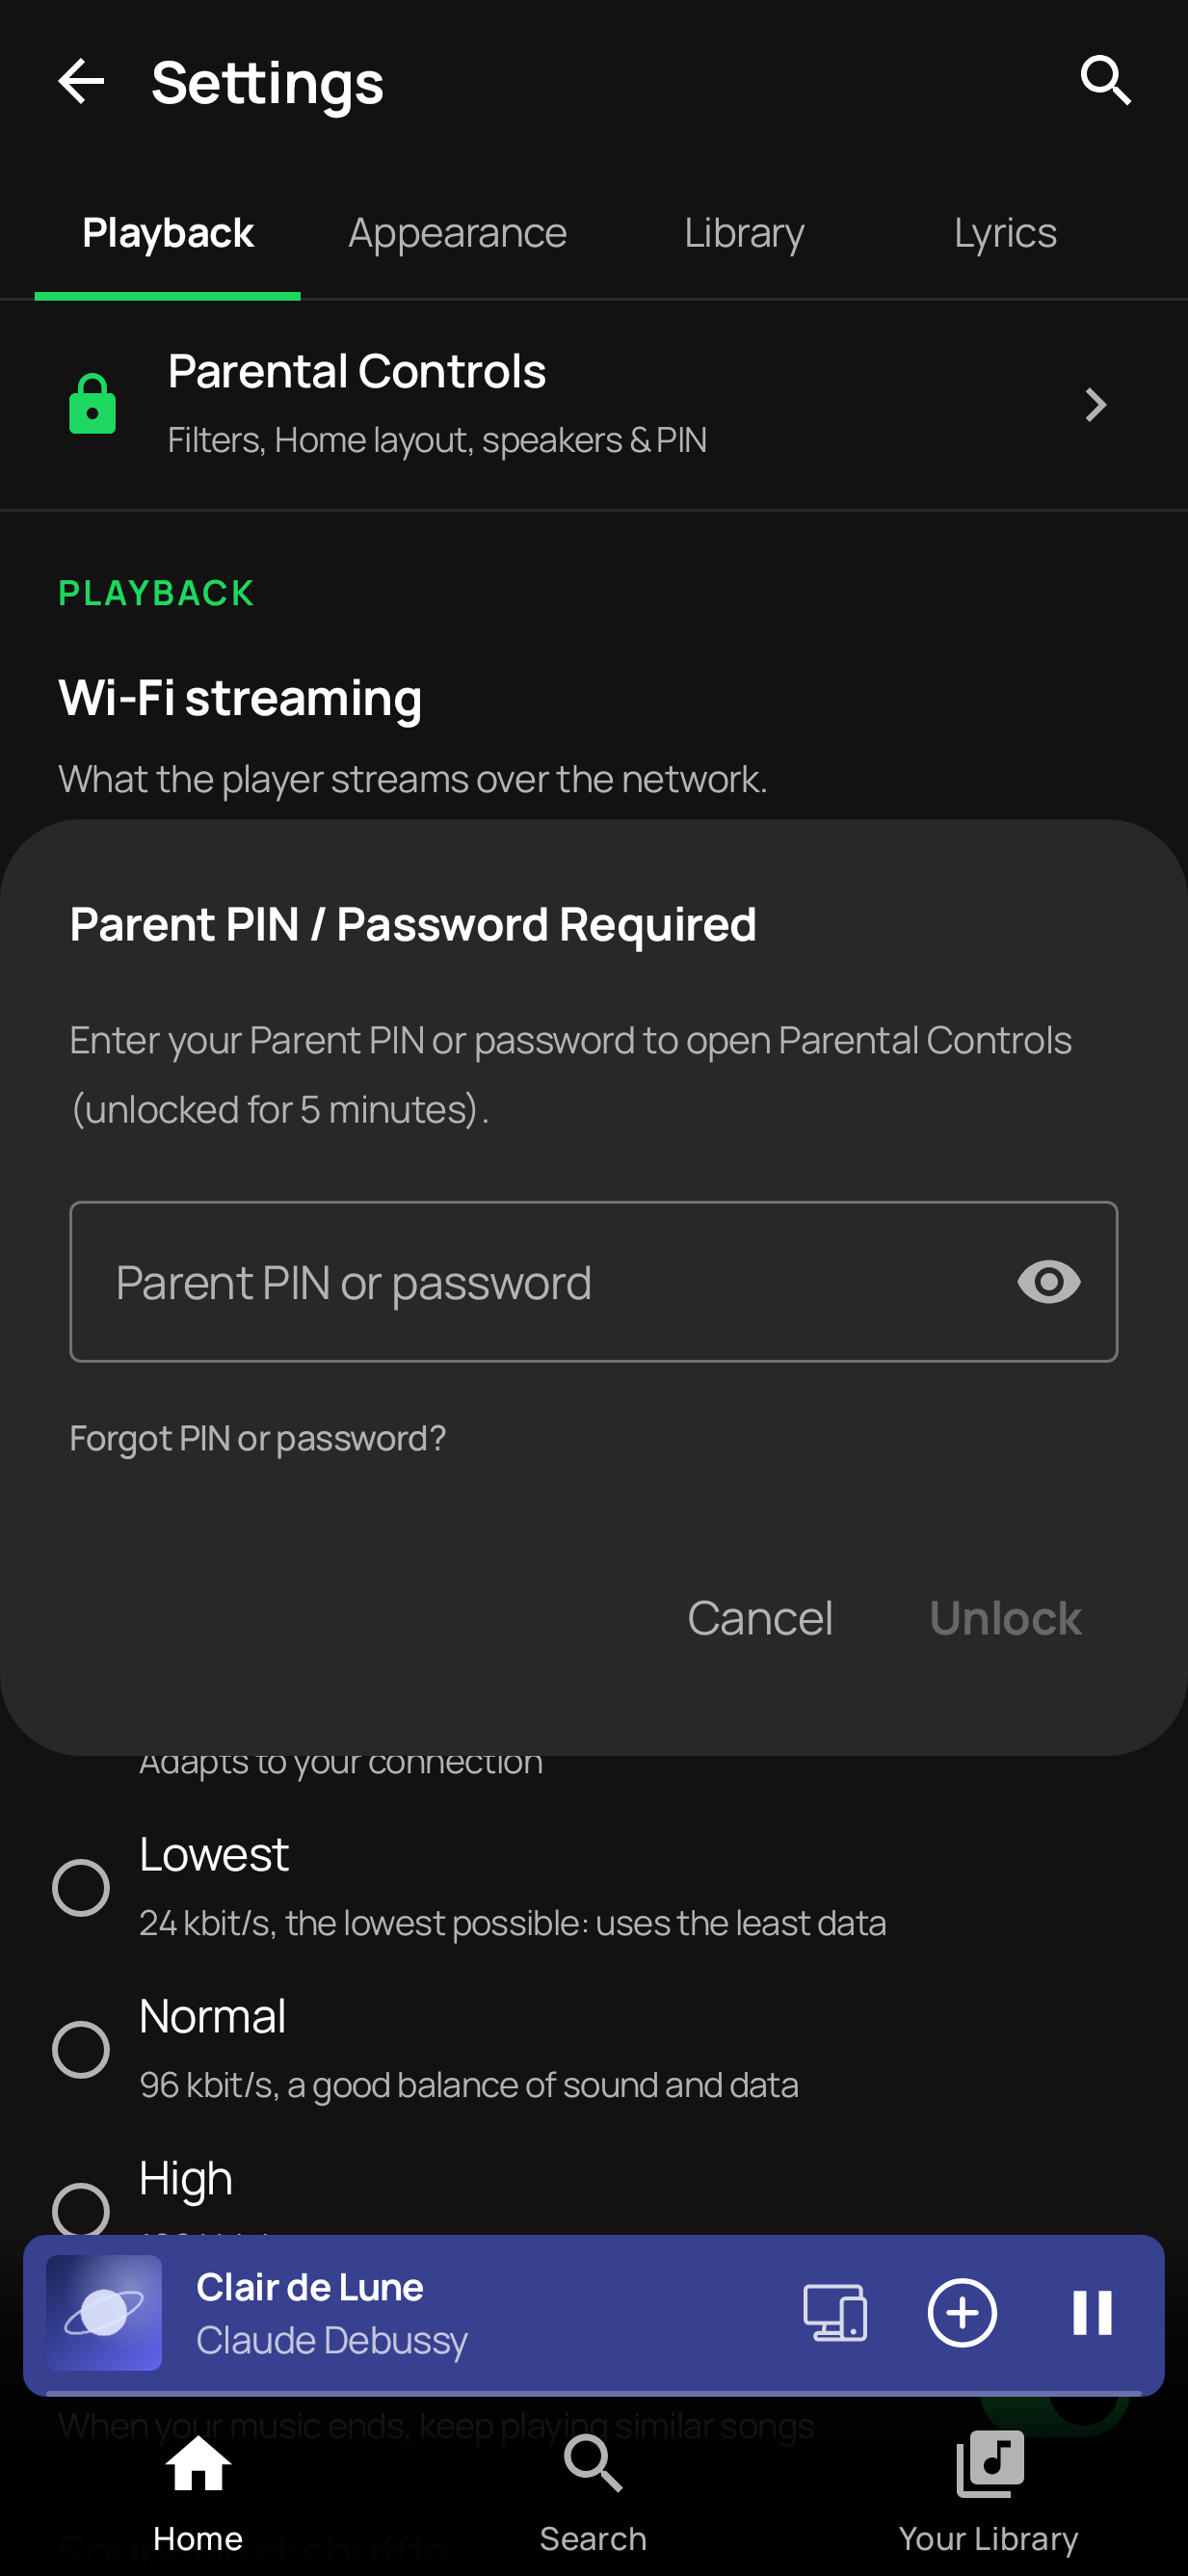 Settings
Playback Appearance Library Lyrics
Parental Controls
Filters, Home layout, speakers & PIN
PLAYBACK
Wi-Fi streaming
What the player streams over the network.
Parent PIN / Password Required
Enter your Parent PIN or password to open Parental Controls
(unlocked for 5 minutes).
Parent PIN or password
Forgot PIN or password?
Cancel Unlock
Adapts to your connection
Lowest
24 kbit/s, the lowest possible: uses the least data
Normal
96 kbit/s, a good balance of sound and data
High
Clair de Lune
Claude Debussy
When your music ends, keep playing similar songs
Home Search Your Library